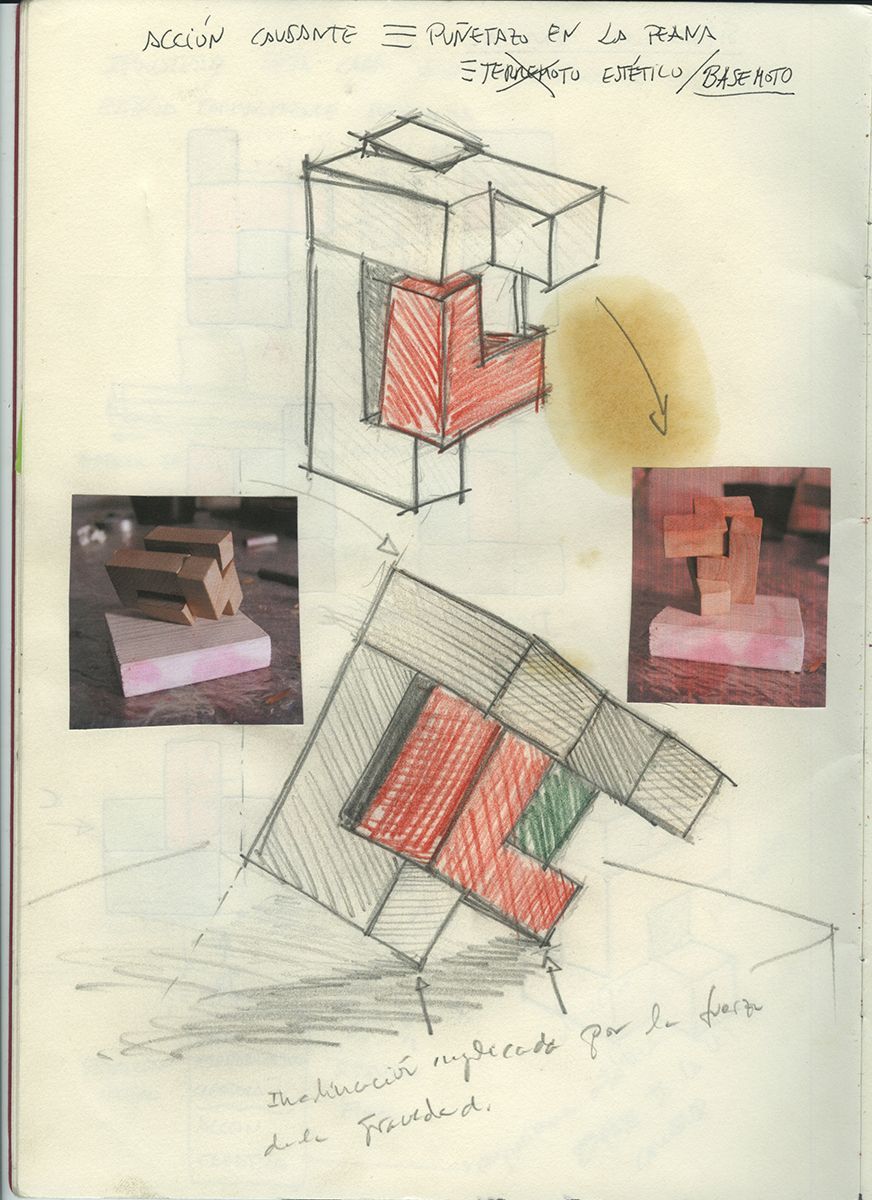 ACCIÓN CAUSANTE ≡ PUÑETAZO EN LA PEANA
≡ TERREMOTO ESTÉTICO / BASEMOTO
Inclinación explicada por la fuerza
de la gravedad.